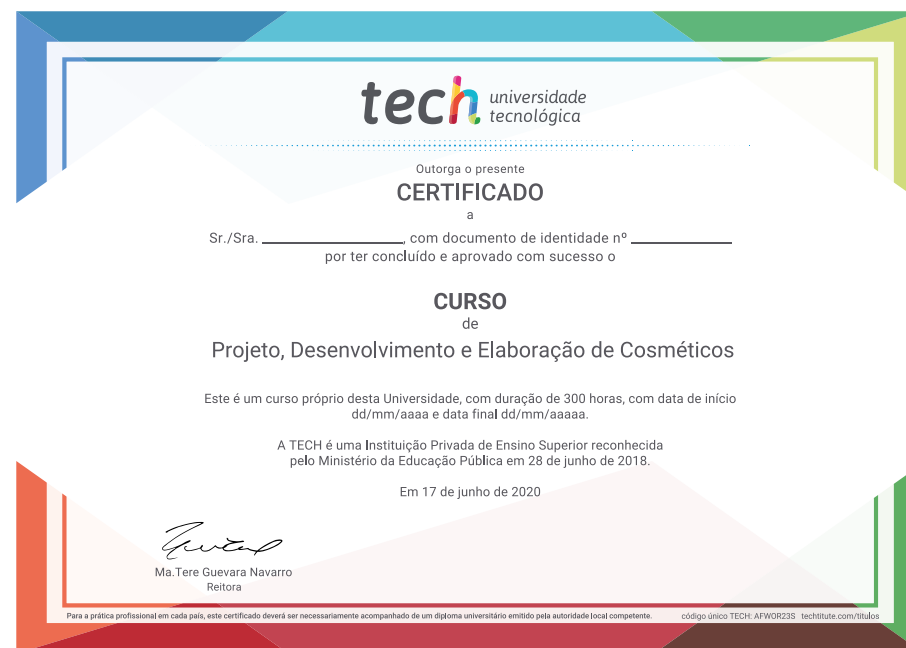 tech universidade
tecnológica
Outorga o presente
CERTIFICADO
a
Sr./Sra. ____________, com documento de identidade nº ____________
por ter concluído e aprovado com sucesso o
CURSO
de
Projeto, Desenvolvimento e Elaboração de Cosméticos
Este é um curso próprio desta Universidade, com duração de 300 horas, com data de início
dd/mm/aaaa e data final dd/mm/aaaaa.
A TECH é uma Instituição Privada de Ensino Superior reconhecida
pelo Ministério da Educação Pública em 28 de junho de 2018.
Em 17 de junho de 2020
Ma.Tere Guevara Navarro
Reitora
Para a prática profissional em cada país, este certificado deverá ser necessariamente acompanhado de um diploma universitário emitido pela autoridade local competente. código único TECH: AFWOR23S techtitute.com/titulos